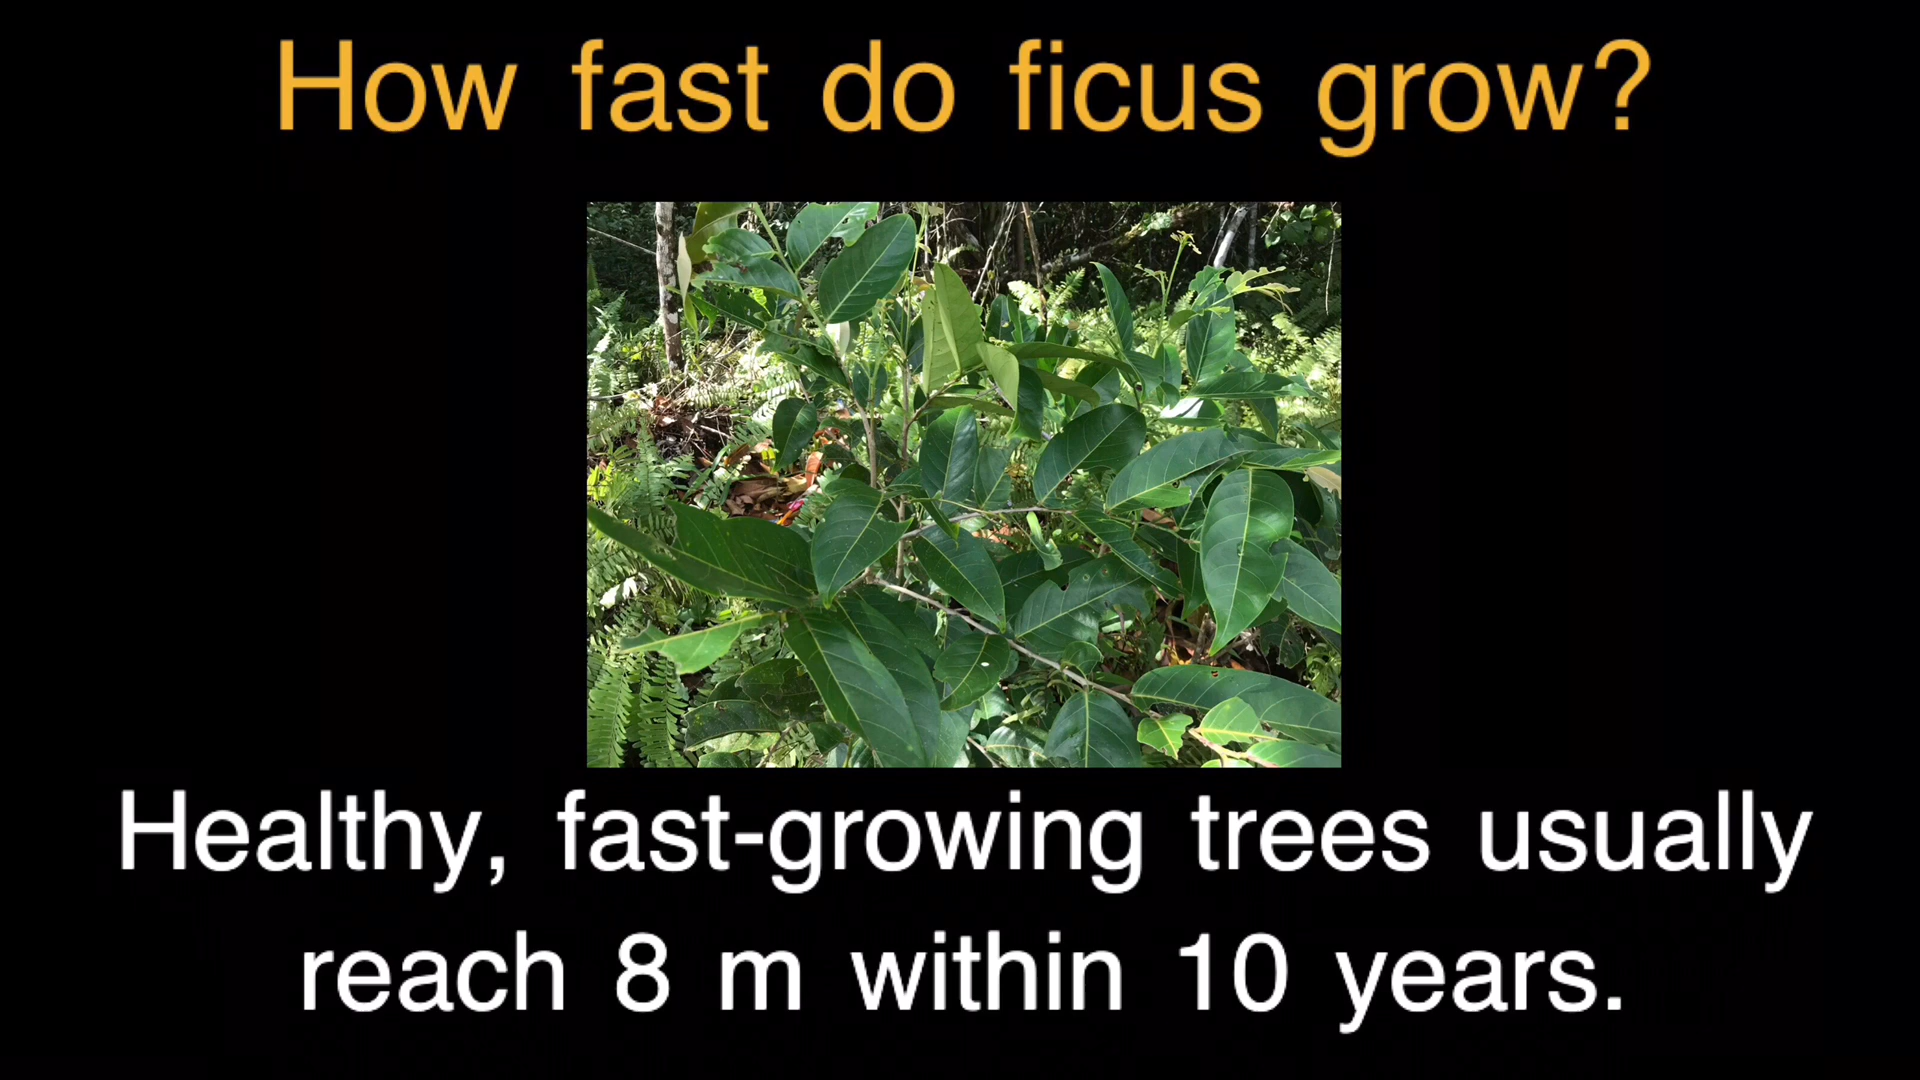 How fast do ficus grow?
Healthy, fast-growing trees usually
reach 8 m within 10 years.